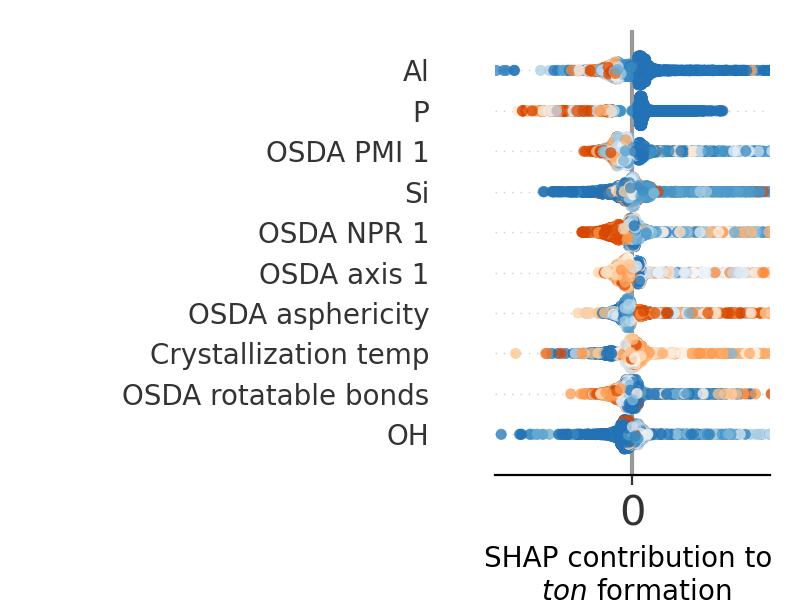 Al
P
OSDA PMI 1
Si
OSDA NPR 1
OSDA axis 1
OSDA asphericity
Crystallization temp
OSDA rotatable bonds
OH
0
SHAP contribution to
ton formation